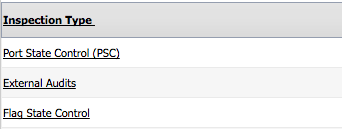 Inspection Type
Port State Control (PSC)
External Audits
Flag State Control